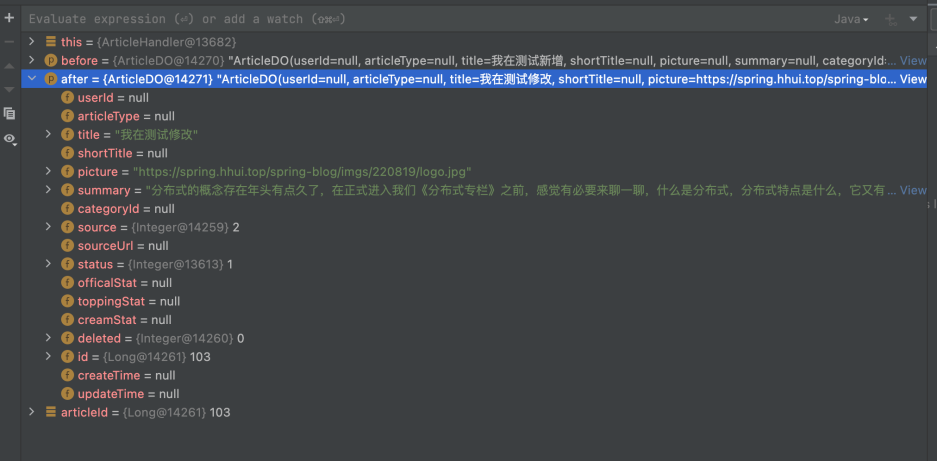 Evaluate expression (⏎) or add a watch (⇧⌘⏎) Java
this = {ArticleHandler@13682}
before = {ArticleDO@14270} "ArticleDO(userId=null, articleType=null, title=我在测试新增, shortTitle=null, picture=null, summary=null, categoryId:... View
after = {ArticleDO@14271} "ArticleDO(userId=null, articleType=null, title=我在测试修改, shortTitle=null, picture=https://spring.hhui.top/spring-blo... View
userId = null
articleType = null
title = "我在测试修改"
shortTitle = null
picture = "https://spring.hhui.top/spring-blog/imgs/220819/logo.jpg"
summary = "分布式的概念存在年头有点久了，在正式进入我们《分布式专栏》之前，感觉有必要来聊一聊，什么是分布式，分布式特点是什么，它又有 ... View
categoryId = null
source = {Integer@14259} 2
sourceUrl = null
status = {Integer@13613} 1
officalStat = null
toppingStat = null
creamStat = null
deleted = {Integer@14260} 0
id = {Long@14261} 103
createTime = null
updateTime = null
articleId = {Long@14261} 103